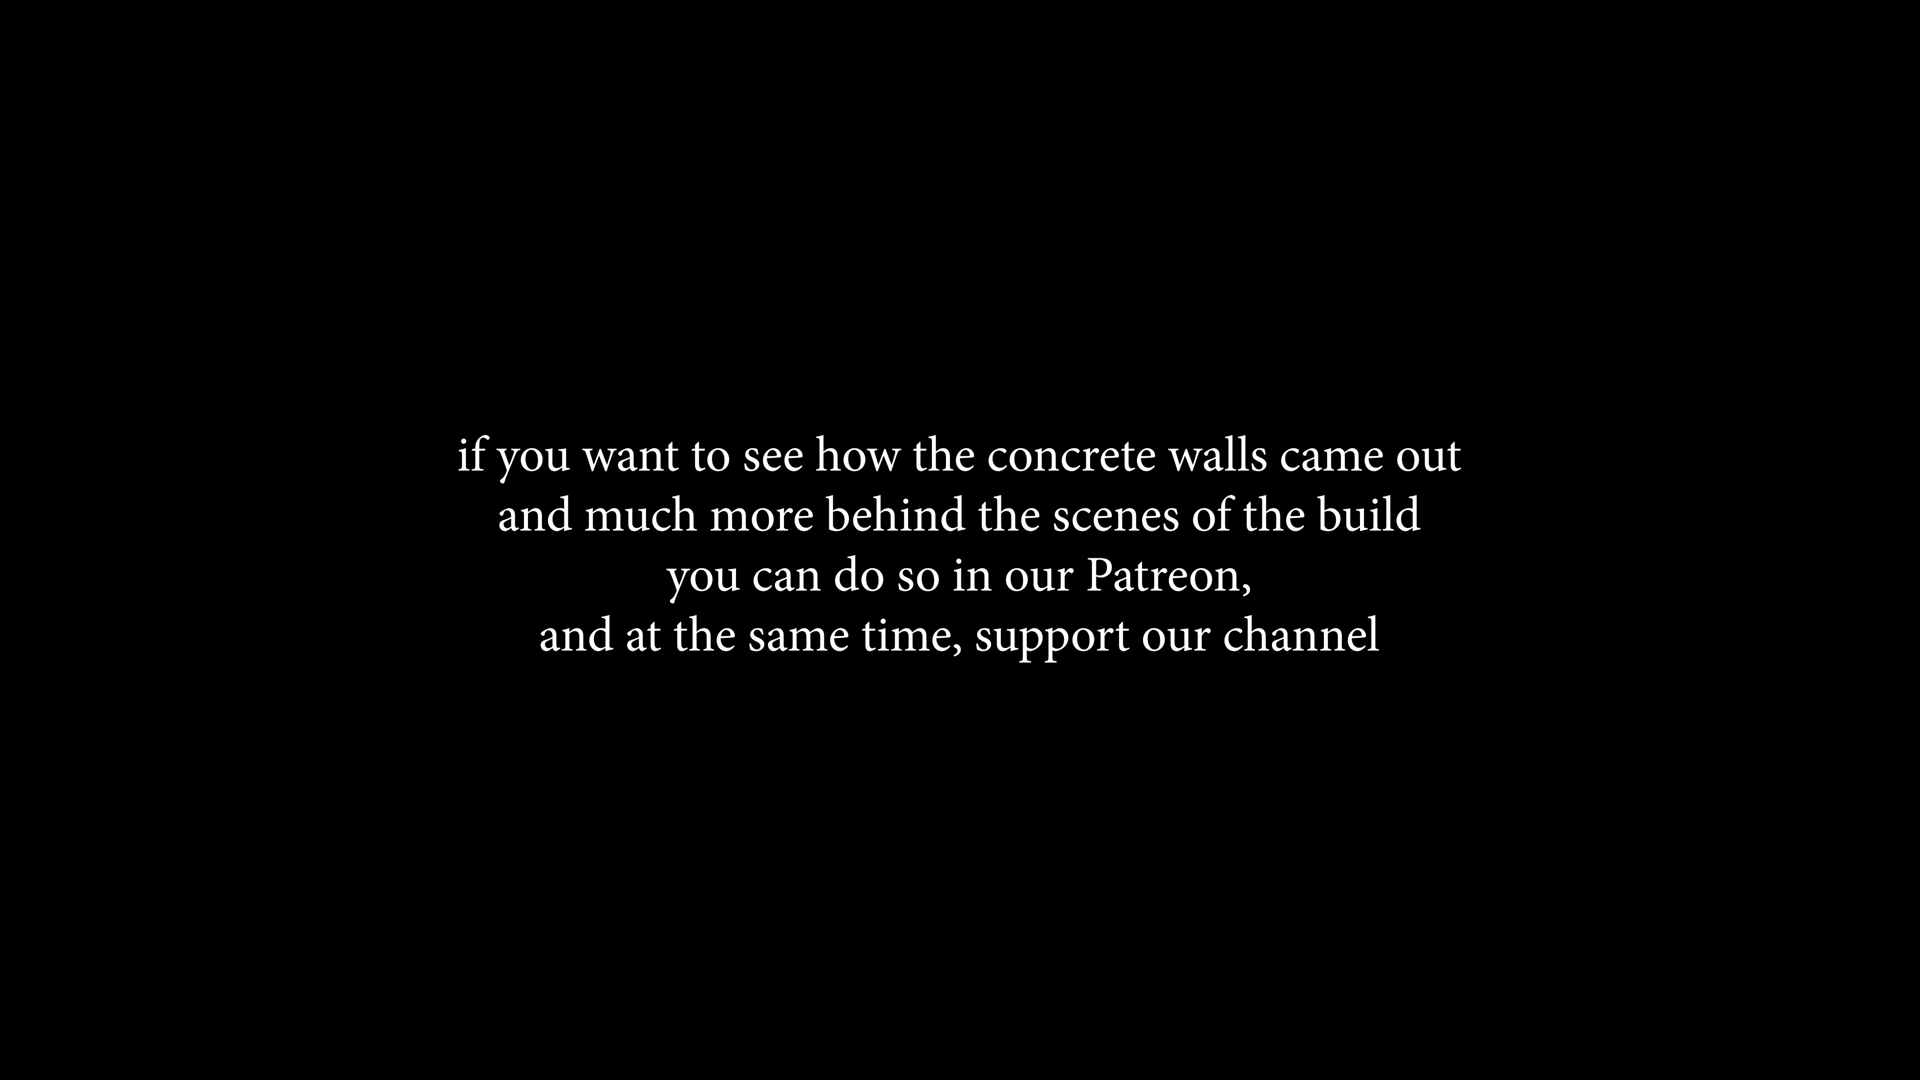 if you want to see how the concrete walls came out
and much more behind the scenes of the build
you can do so in our Patreon,
and at the same time, support our channel